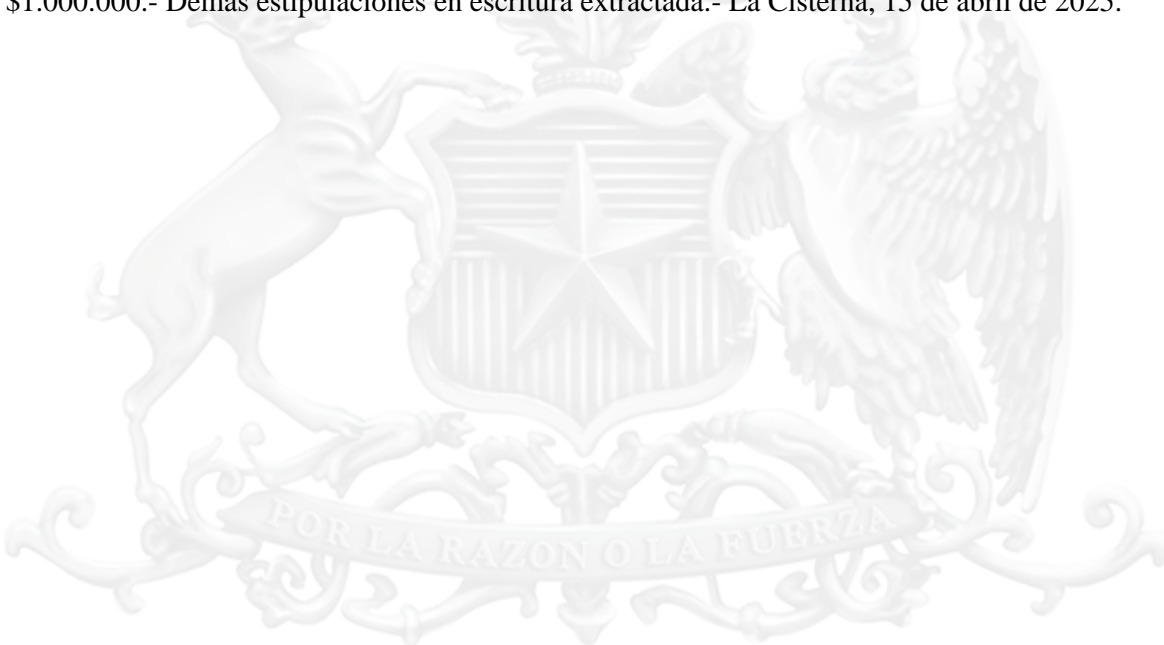 $1.000.000.- Demás estipulaciones en escritura extractada.- La Cisterna, 15 de abril de 2025.
POR LA RAZON O LA FUERZA